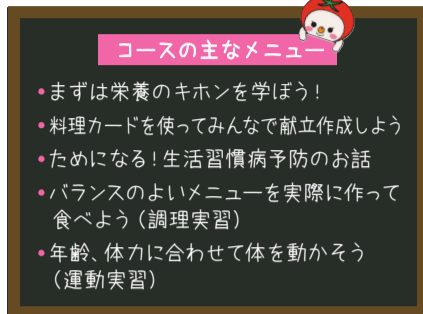 コースの主なメニュー
•まずは栄養のキホンを学ぼう！
•料理カードを使ってみんなで献立作成しよう
•ためになる！生活習慣病予防のお話
•バランスのよいメニューを実際に作って
食べよう（調理実習）
•年齢、体力に合わせて体を動かそう
（運動実習）